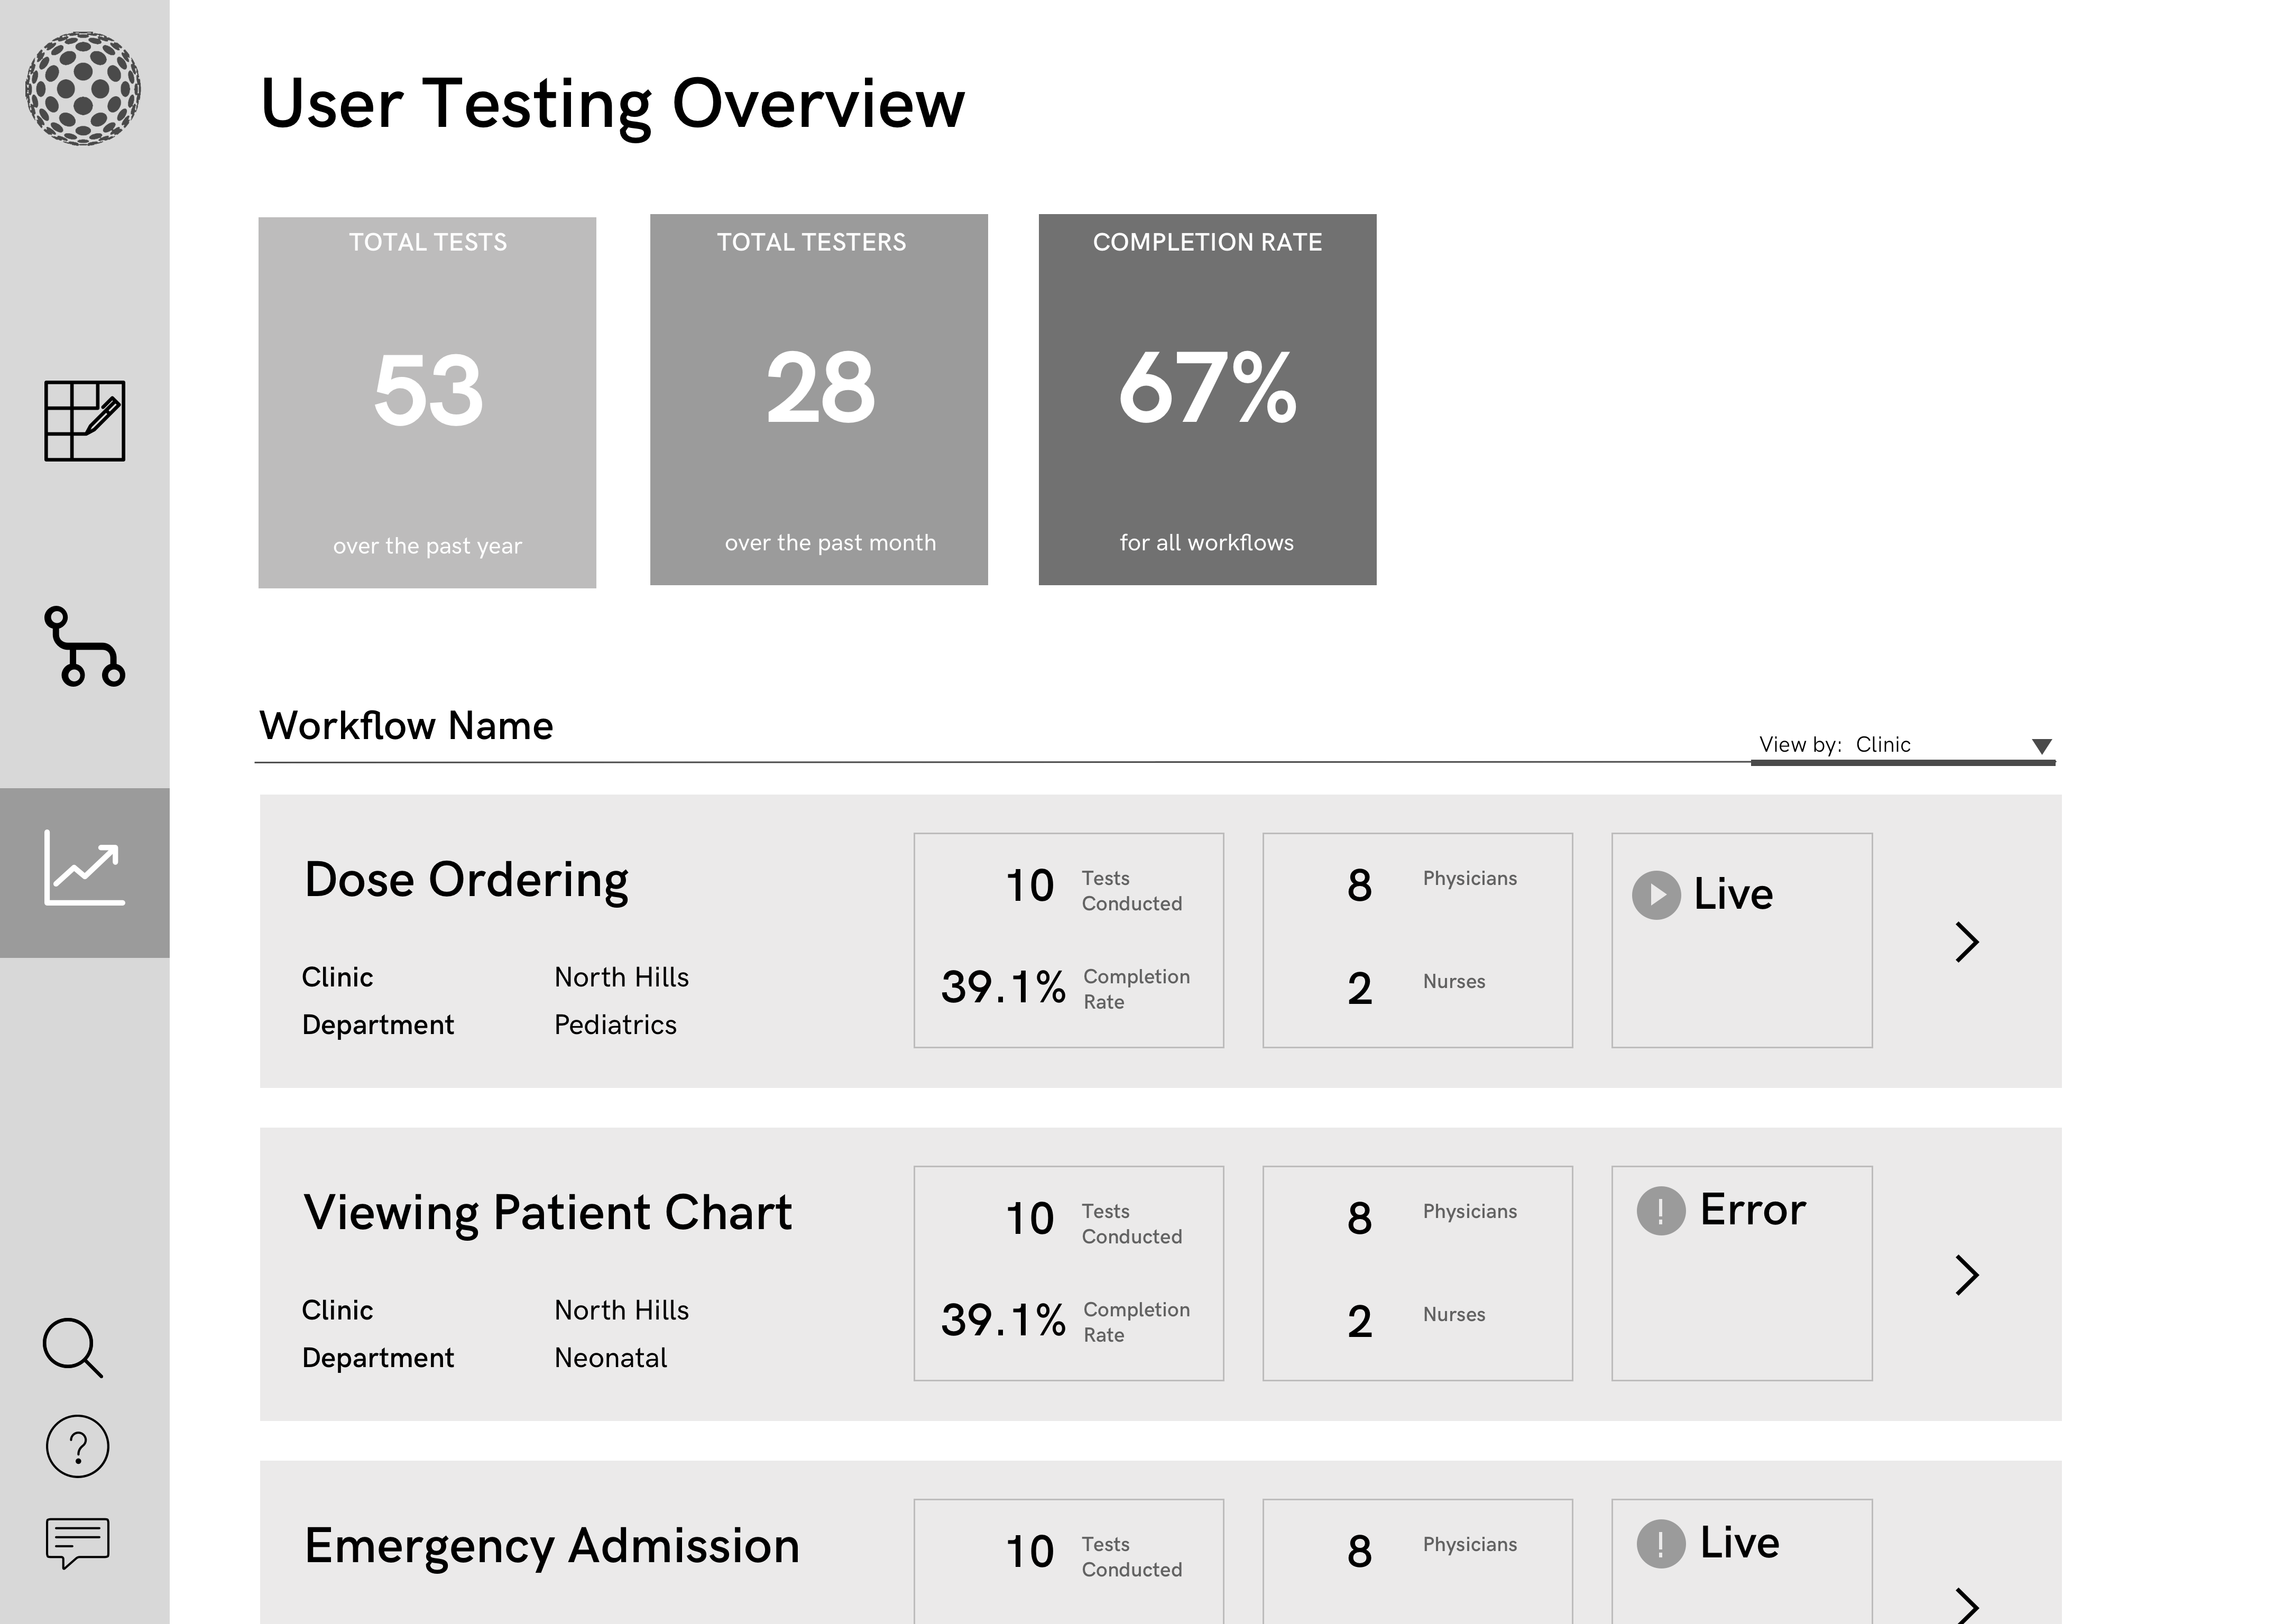 User Testing Overview
TOTAL TESTS
53
over the past year
TOTAL TESTERS
28
over the past month
COMPLETION RATE
67%
for all workflows
Workflow Name
View by: Clinic
Dose Ordering
Clinic North Hills
Department Pediatrics
10 Tests
Conducted
39.1% Completion
Rate
8 Physicians
2 Nurses
Live
Viewing Patient Chart
Clinic North Hills
Department Neonatal
10 Tests
Conducted
39.1% Completion
Rate
8 Physicians
2 Nurses
! Error
Emergency Admission
10 Tests
Conducted
8 Physicians
! Live
?